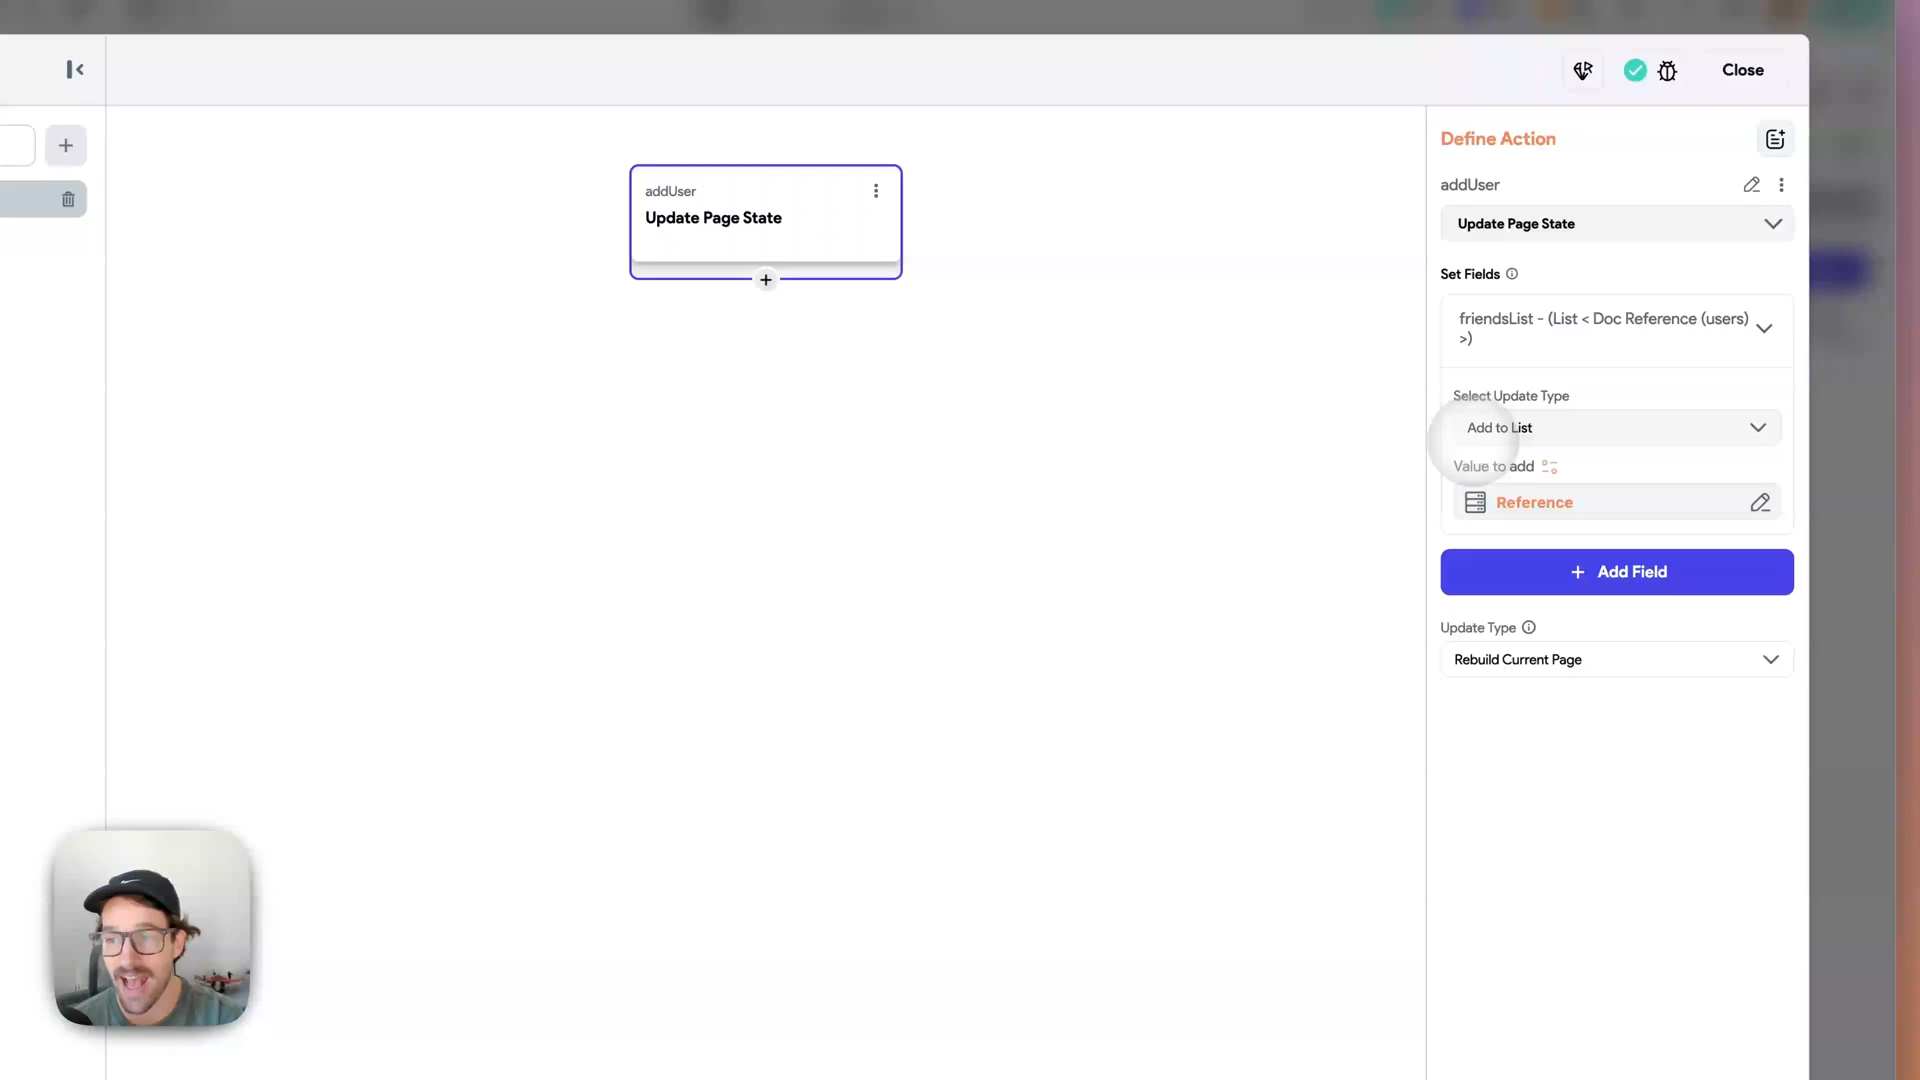 Close
addUser
Update Page State
Define Action
addUser
Update Page State
Set Fields
friendsList - (List < Doc Reference (users)
>)
Select Update Type
Add to List
Value to add
Reference
+ Add Field
Update Type
Rebuild Current Page